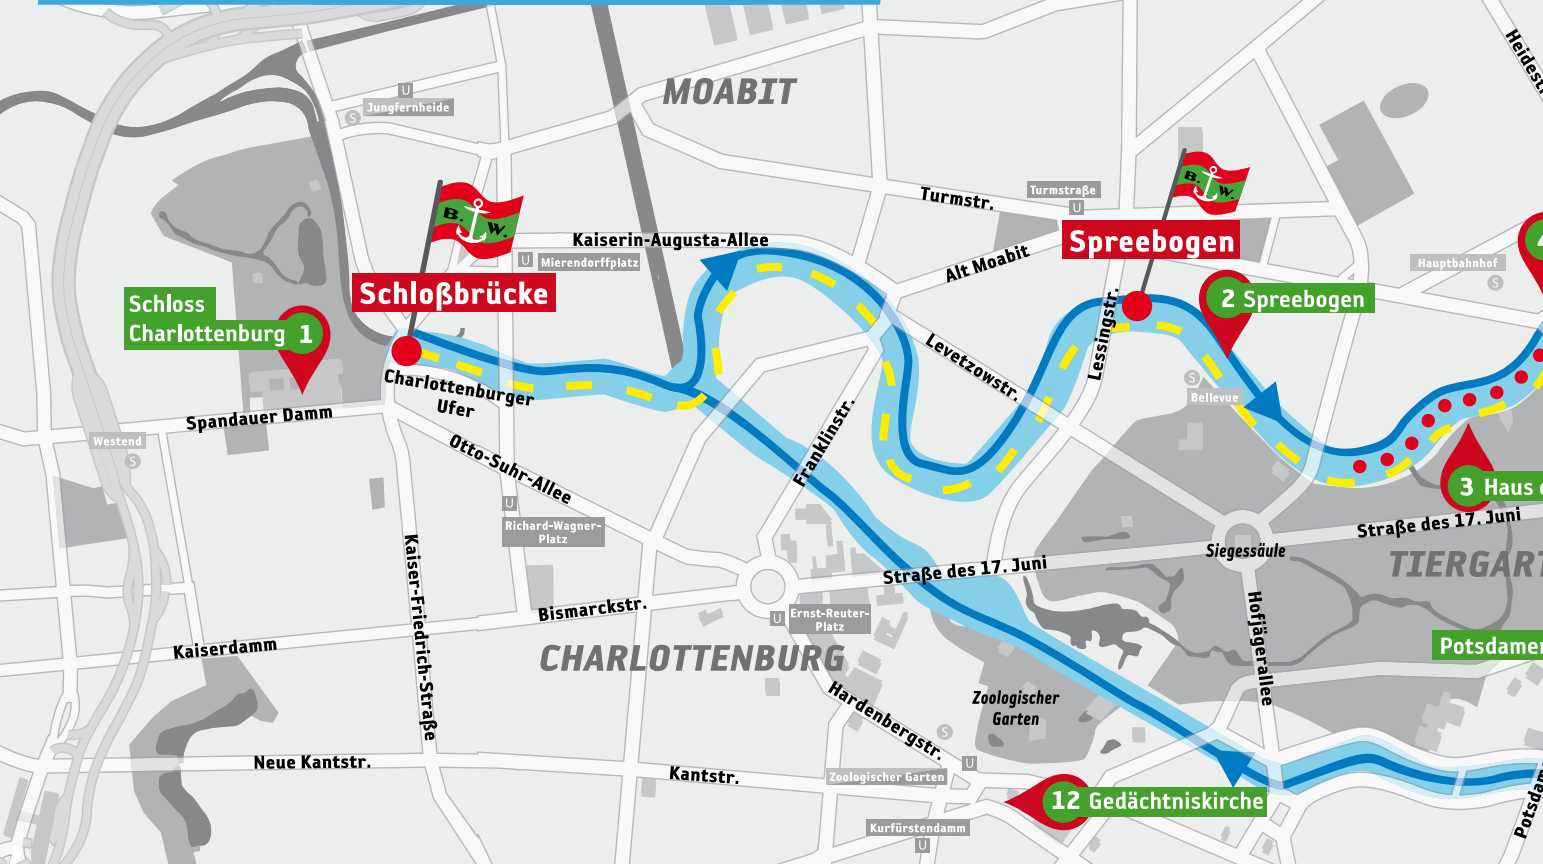 MOABIT
Heidestr
U
Jungfernheide
S
Turmstraße
U
Turmstr.
B.
W.
B.
W.
Spreebogen
Kaiserin-Augusta-Allee
U
Mierendorffplatz
Alt Moabit
Hauptbahnhof
S
4
Schloßbrücke
Schloss
Charlottenburg 1
2 Spreebogen
Lessingstr.
Levetzowstr.
Charlottenburger
Ufer
S
Bellevue
Spandauer Damm
Westend
S
Otto-Suhr-Allee
Franklinstr.
3 Haus
U
Richard-Wagner-
Platz
Straße des 17. Juni
Siegessäule
Straße des 17. Juni
TIERGART
Kaiser-Friedrich-Straße
Bismarckstr.
U
Ernst-Reuter-
Platz
Hofjägerallee
Kaiserdamm
CHARLOTTENBURG
Potsdamer
Zoologischer
Garten
Hardenbergstr.
S
U
Neue Kantstr.
Kantstr.
Zoologischer Garten
12 Gedächtniskirche
Potsdam
Kurfürstendamm
U